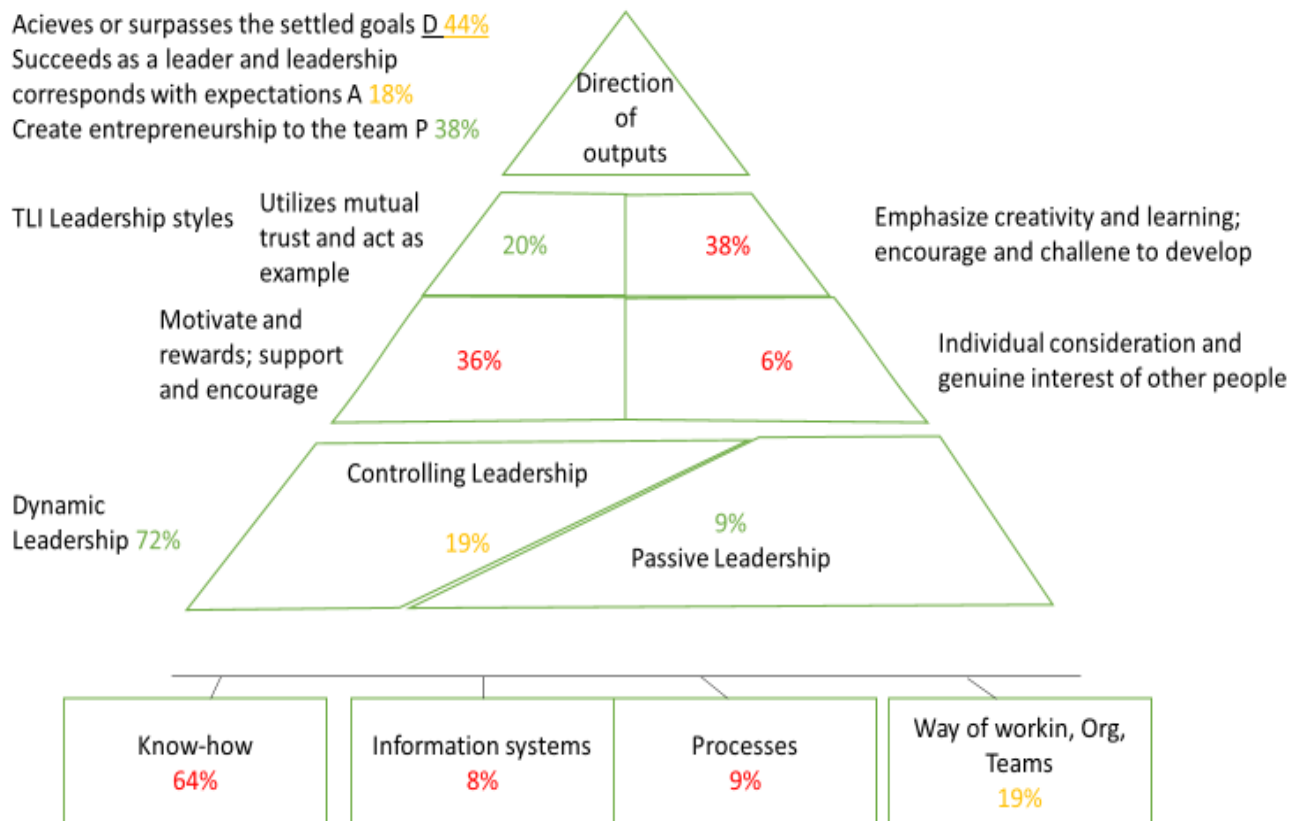 Acieves or surpasses the settled goals D 44%
Succeeds as a leader and leadership
corresponds with expectations A 18%
Create entrepreneurship to the team P 38%
Direction
of
outputs
TLI Leadership styles
Utilizes mutual
trust and act as
example
20%
38%
Emphasize creativity and learning;
encourage and challene to develop
Motivate and
rewards; support
and encourage
36%
6%
Individual consideration and
genuine interest of other people
Dynamic
Leadership 72%
Controlling Leadership
19%
9%
Passive Leadership
Know-how
64%
Information systems
8%
Processes
9%
Way of workin, Org,
Teams
19%